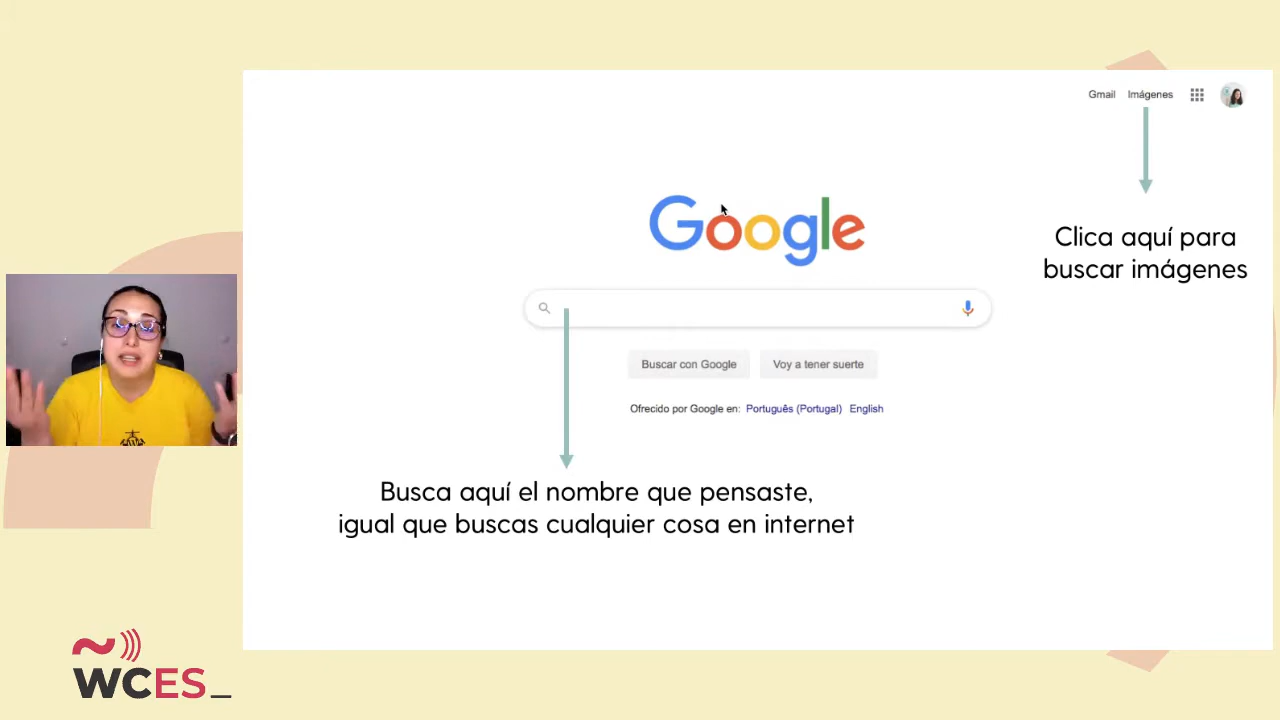 Gmail Imágenes
Google
Clica aquí para
buscar imágenes
Buscar con Google Voy a tener suerte
Ofrecido por Google en: Português (Portugal) English
Busca aquí el nombre que pensaste,
igual que buscas cualquier cosa en internet
WCES_